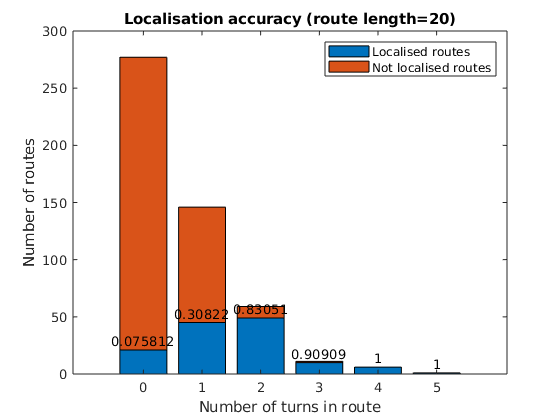 Localisation accuracy (route length=20)
Localised routes
Not localised routes
Number of routes
300
250
200
150
100
50
0
0.075812
0.30822
0.83051
0.90909
1
1
0 1 2 3 4 5
Number of turns in route